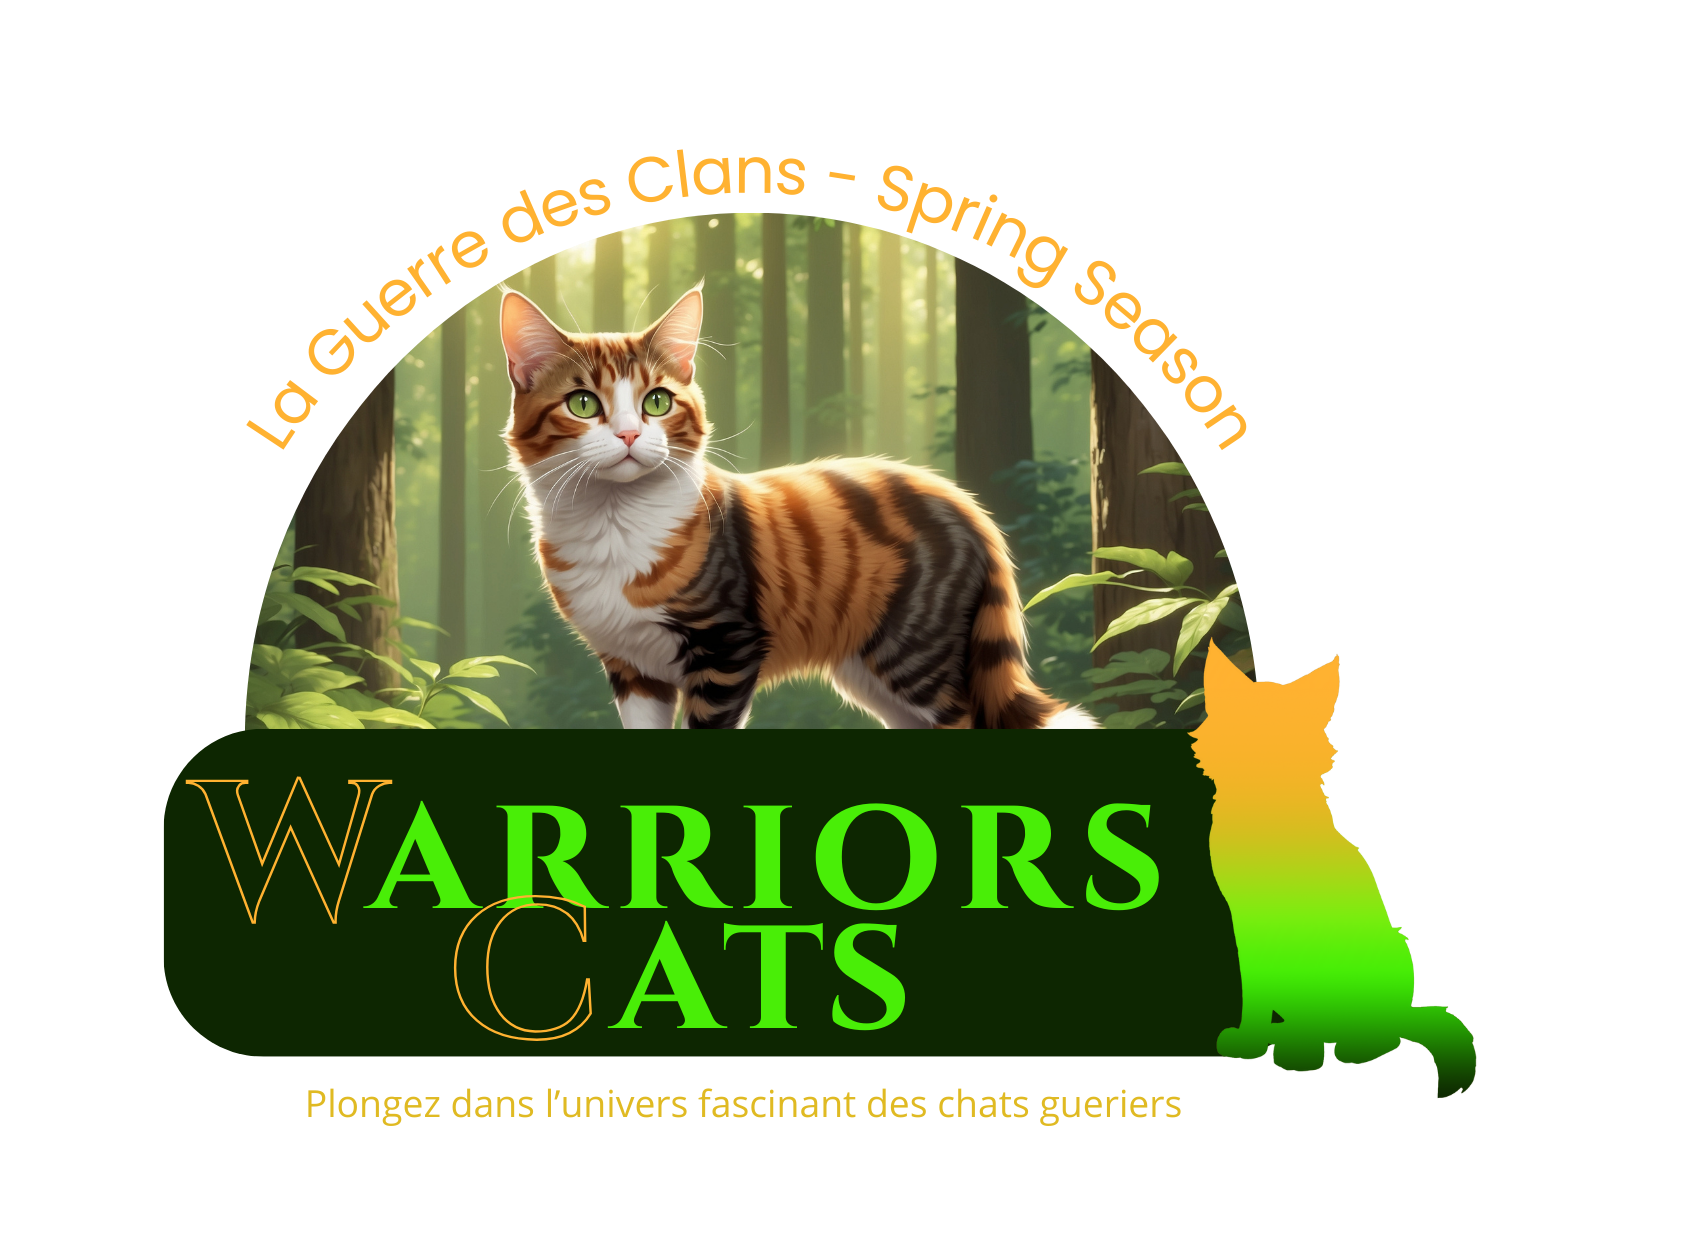 La Guerre des Clans - Spring Season
WARRIORS
CATS
Plongez dans l’univers fascinant des chats gueriers